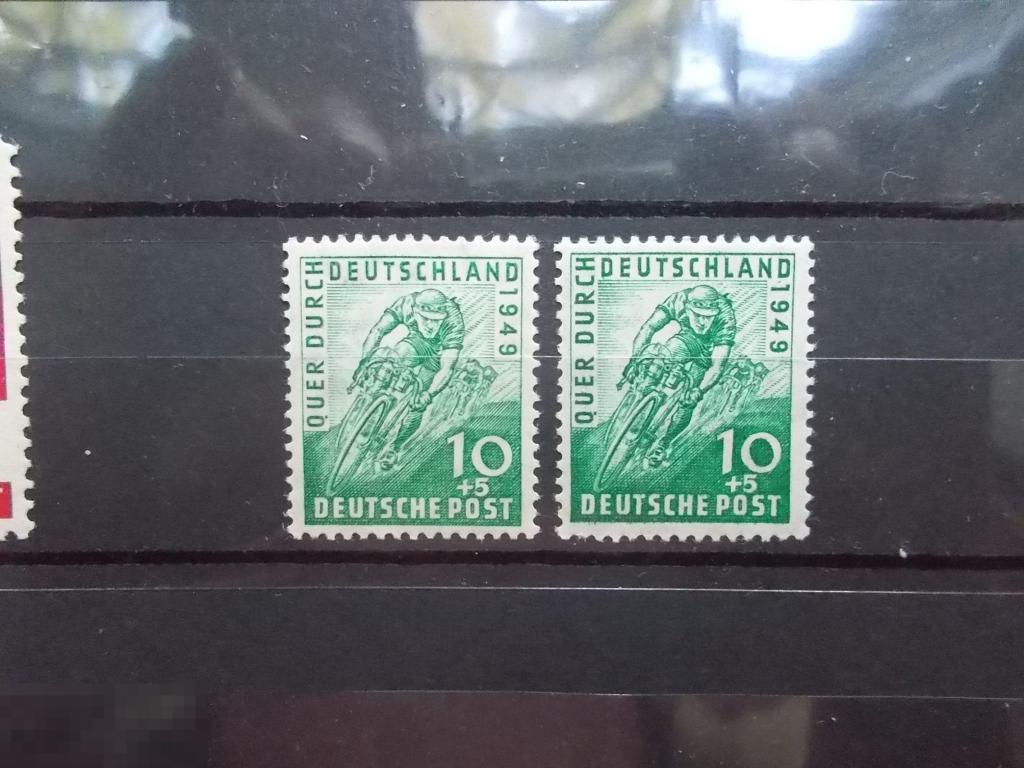 QUER DURCH
DEUTSCHLAND
1949
10
+5
DEUTSCHE POST
QUER DURCH
DEUTSCHLAND
1949
10
+5
DEUTSCHE POST